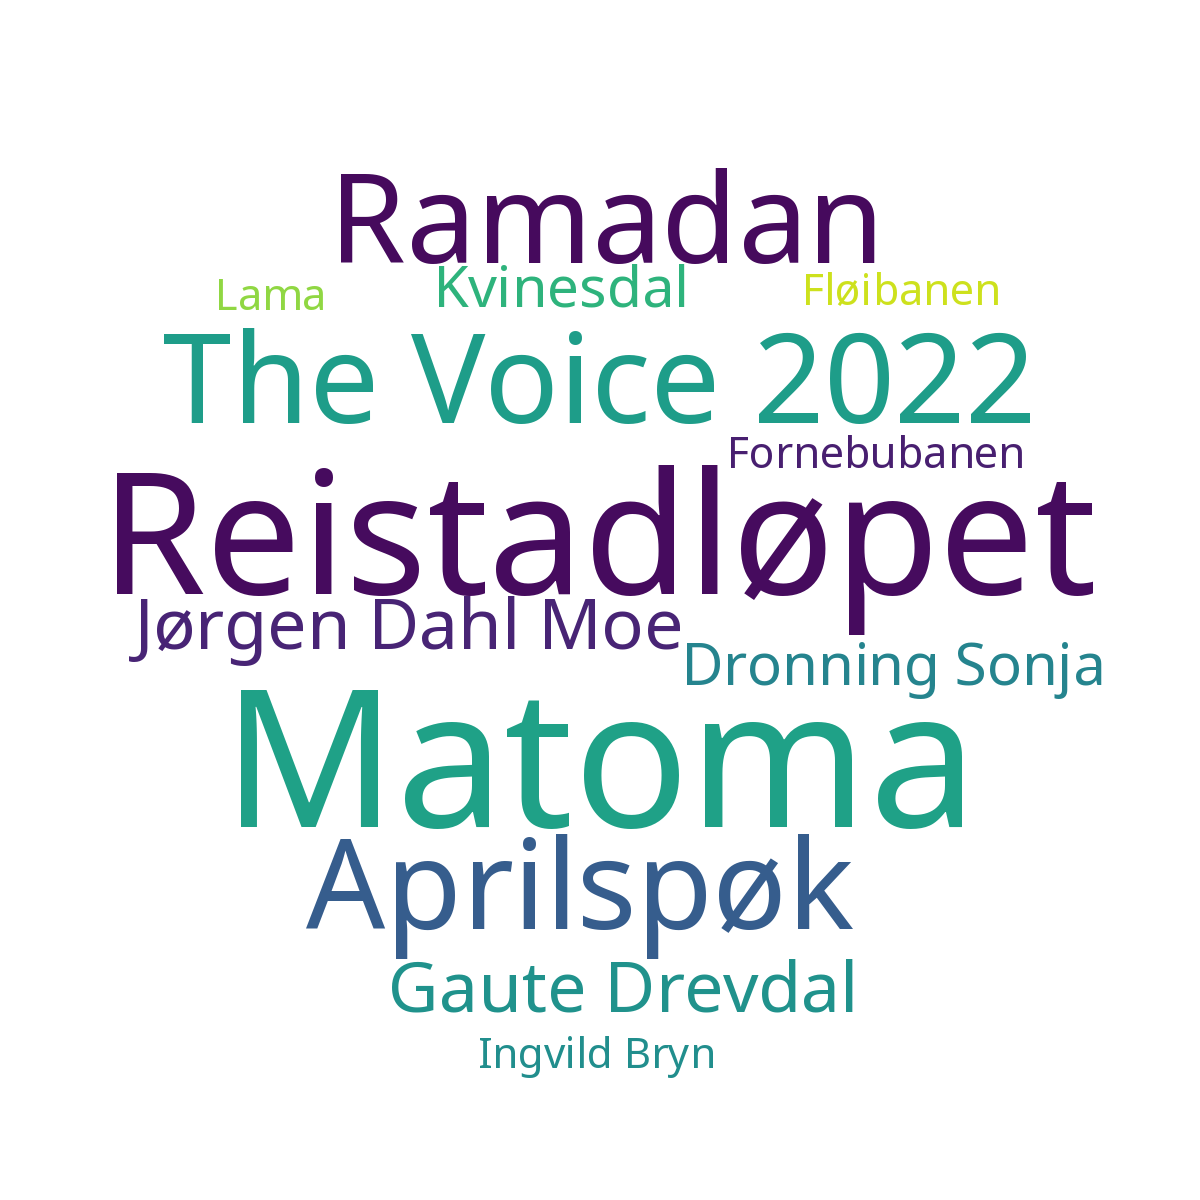 Ramadan
Lama
Kvinesdal
Fløibanen
The Voice 2022
Fornebubanen
Reistadløpet
Jørgen Dahl Moe
Dronning Sonja
Matoma
Aprilspøk
Gaute Drevdal
Ingvild Bryn